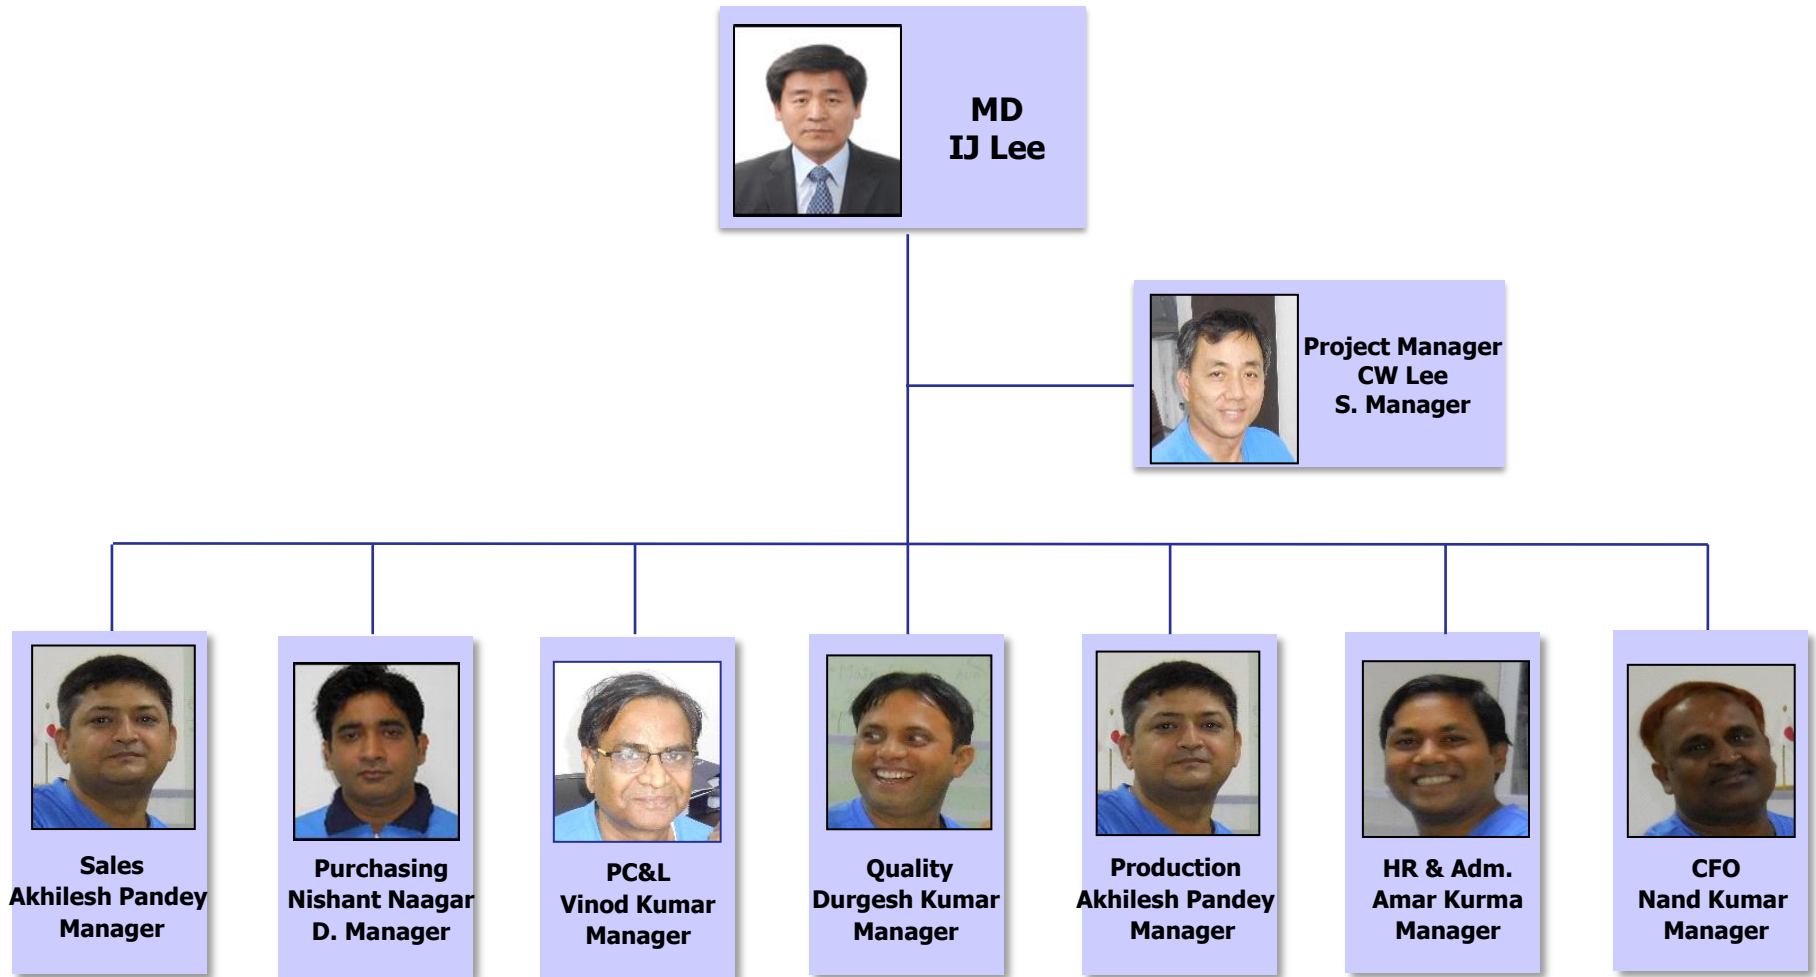 MD
IJ Lee
Project Manager
CW Lee
S. Manager
Sales
Akhilesh Pandey
Manager
Purchasing
Nishant Naagar
D. Manager
PC&L
Vinod Kumar
Manager
Quality
Durgesh Kumar
Manager
Production
Akhilesh Pandey
Manager
HR & Adm.
Amar Kurma
Manager
CFO
Nand Kumar
Manager